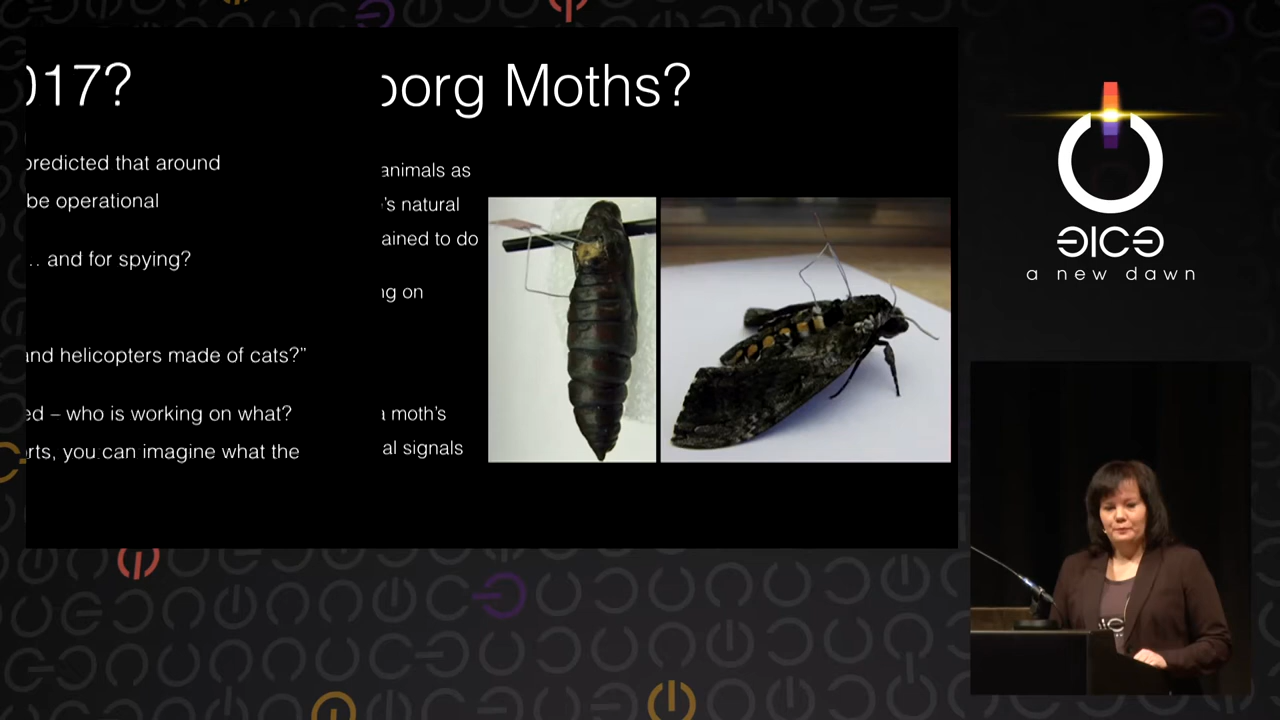 017?
predicted that around
be operational
.. and for spying?
and helicopters made of cats?"
ed – who is working on what?
rts, you can imagine what the
borg Moths?
animals as
's natural
ained to do
ng on
a moth's
al signals
31C3
a new dawn